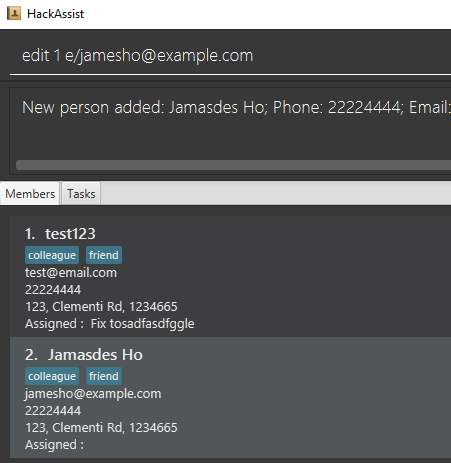 HackAssist
edit 1 e/jamesho@example.com
New person added: Jamasdes Ho; Phone: 22224444; Email:
Members Tasks
1. test123
colleague friend
test@email.com
22224444
123, Clementi Rd, 1234665
Assigned : Fix tosadfasdfggle
2. Jamasdes Ho
colleague friend
jamesho@example.com
22224444
123, Clementi Rd, 1234665
Assigned :